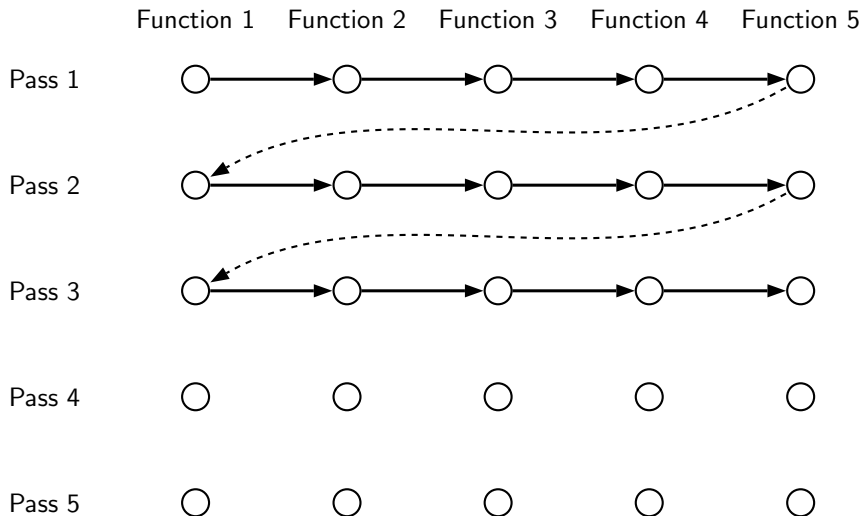 Function 1 Function 2 Function 3 Function 4 Function 5
Pass 1
Pass 2
Pass 3
Pass 4
Pass 5